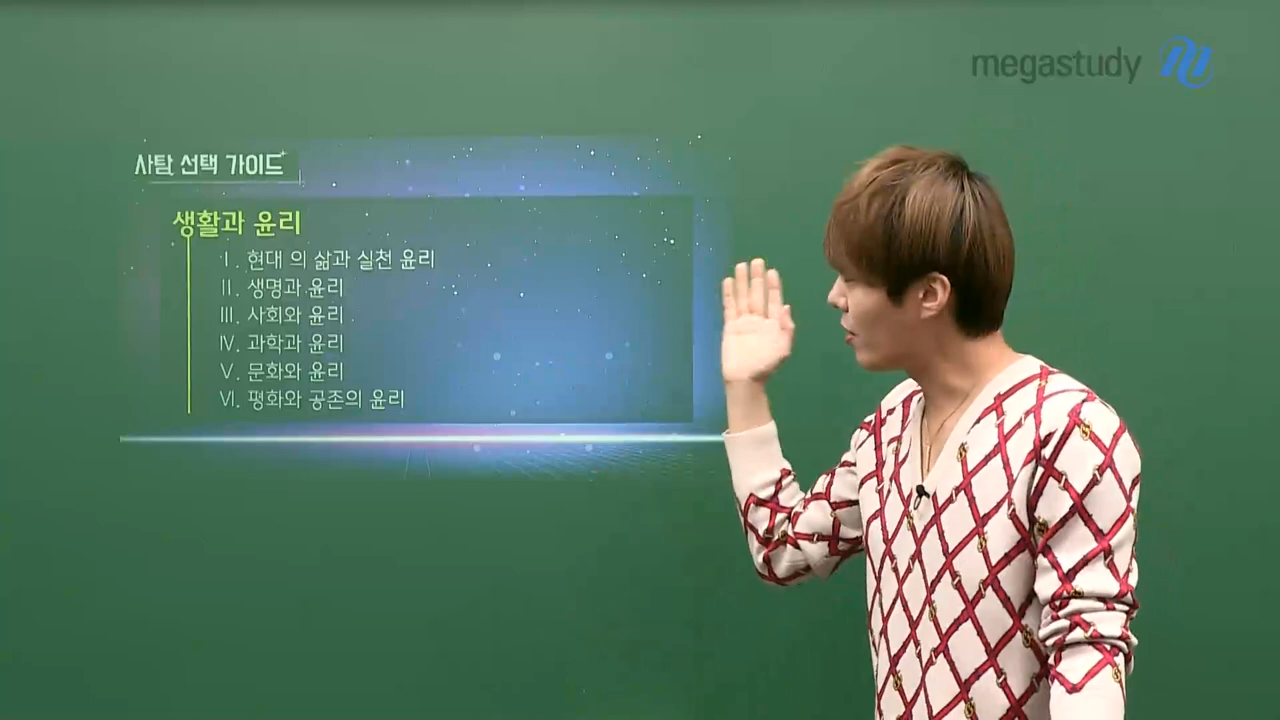 megastudy
사탐 선택 가이드
생활과 윤리
Ⅰ. 현대 의 삶과 실천 윤리
Ⅱ. 생명과 윤리
Ⅲ. 사회와 윤리
Ⅳ. 과학과 윤리
Ⅴ. 문화와 윤리
Ⅵ. 평화와 공존의 윤리